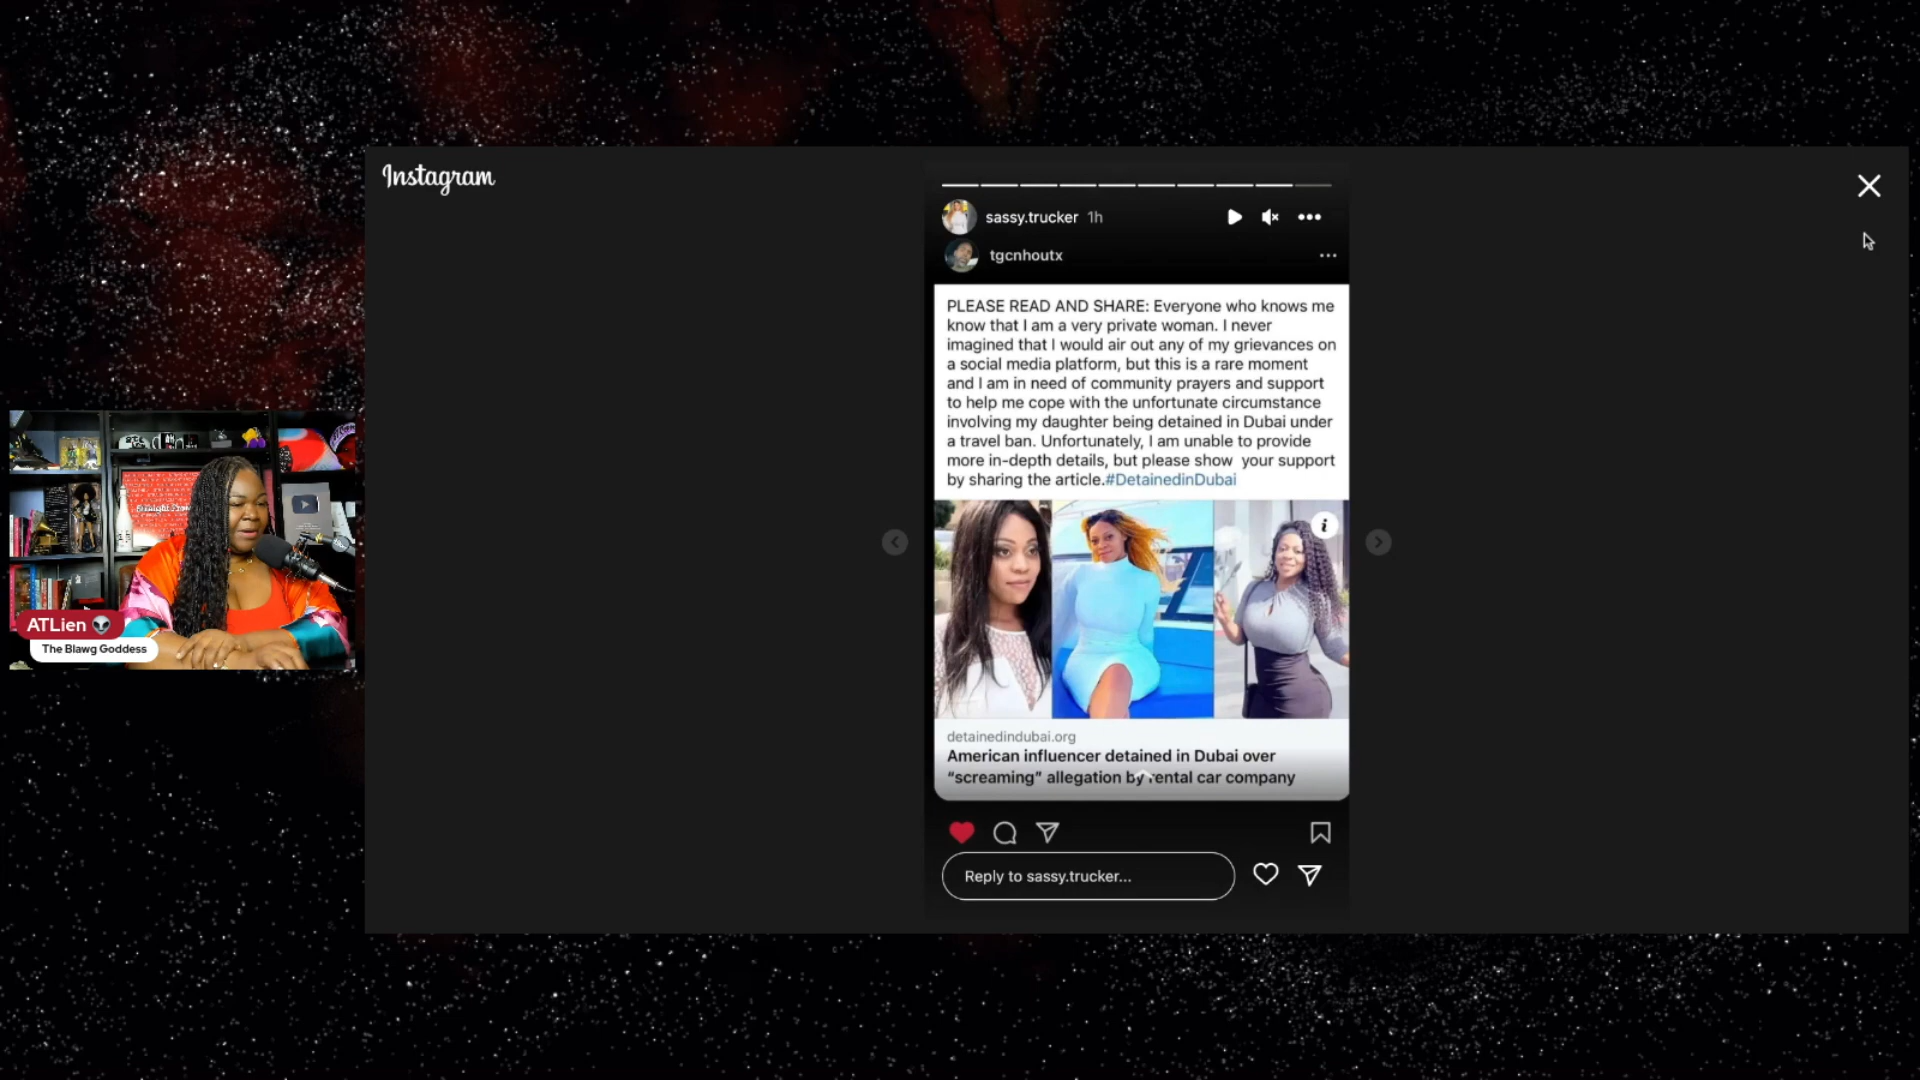 Instagram
sassy.trucker 1h
tgcnhoutx
PLEASE READ AND SHARE: Everyone who knows me
know that I am a very private woman. I never
imagined that I would air out any of my grievances on
a social media platform, but this is a rare moment
and I am in need of community prayers and support
to help me cope with the unfortunate circumstance
involving my daughter being detained in Dubai under
a travel ban. Unfortunately, I am unable to provide
more in-depth details, but please show your support
by sharing the article.#DetainedinDubai
detainedindubai.org
American influencer detained in Dubai over
“screaming” allegation by rental car company
Reply to sassy.trucker...
ATLien
The Blawg Goddess